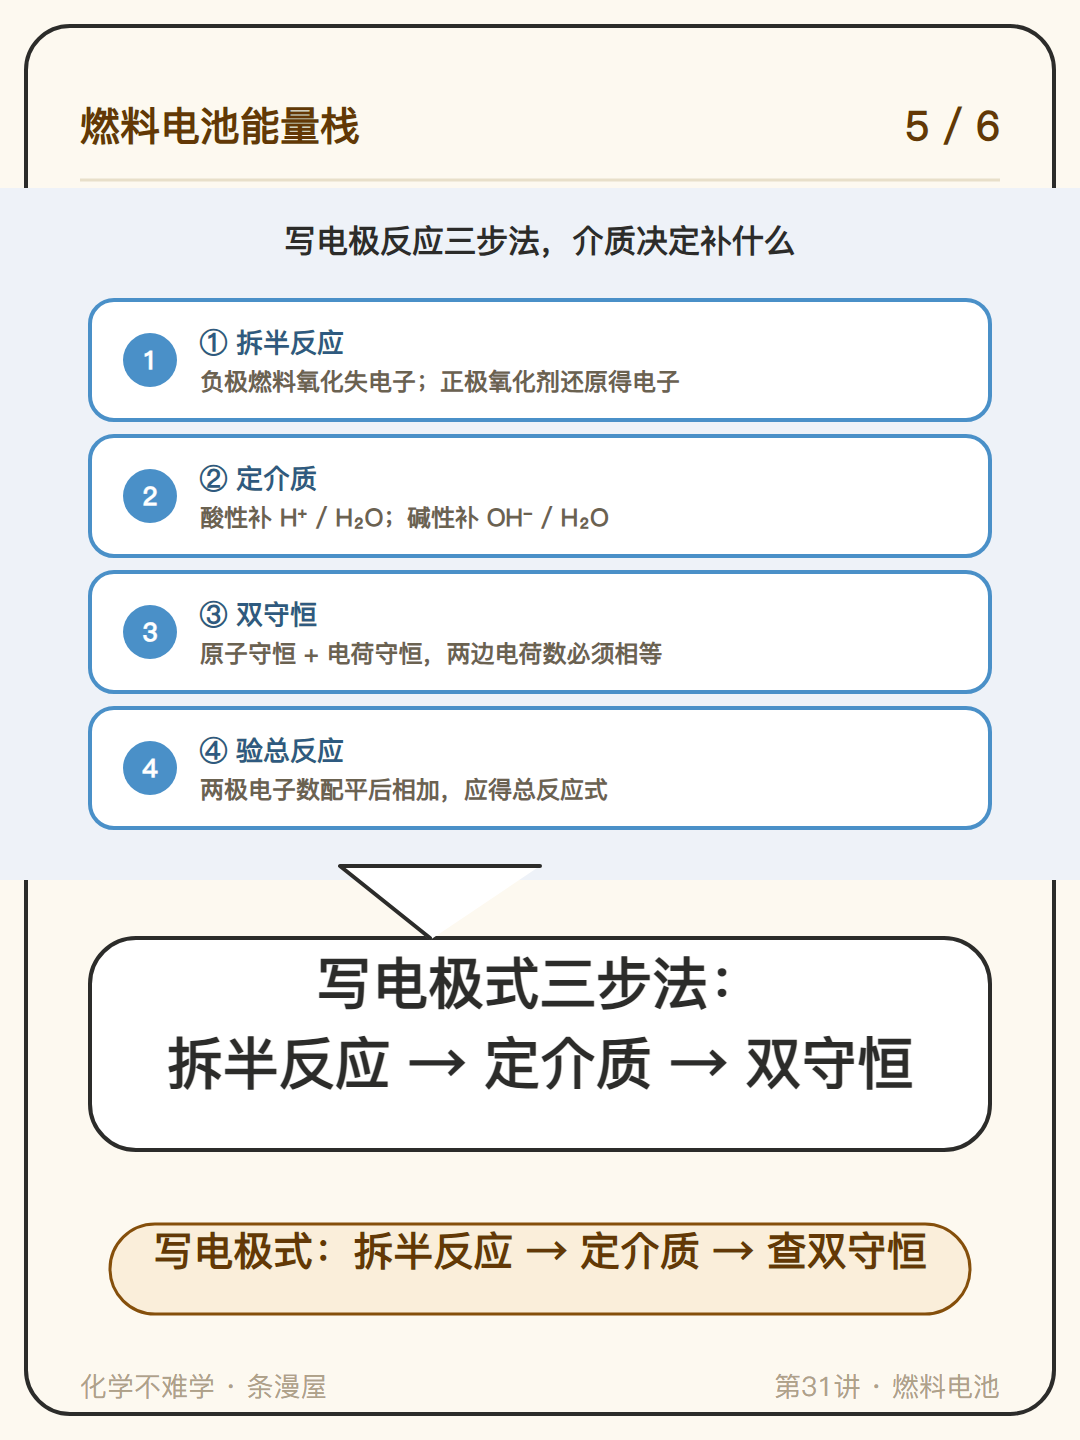 燃料电池能量栈
5 / 6
写电极反应三步法，介质决定补什么
1
① 拆半反应
负极燃料氧化失电子；正极氧化剂还原得电子
2
② 定介质
酸性补 H⁺ / H₂O；碱性补 OH⁻ / H₂O
3
③ 双守恒
原子守恒 + 电荷守恒，两边电荷数必须相等
4
④ 验总反应
两极电子数配平后相加，应得总反应式
写电极式三步法：
拆半反应 → 定介质 → 双守恒
写电极式：拆半反应 → 定介质 → 查双守恒
化学不难学 · 条漫屋
第31讲 · 燃料电池